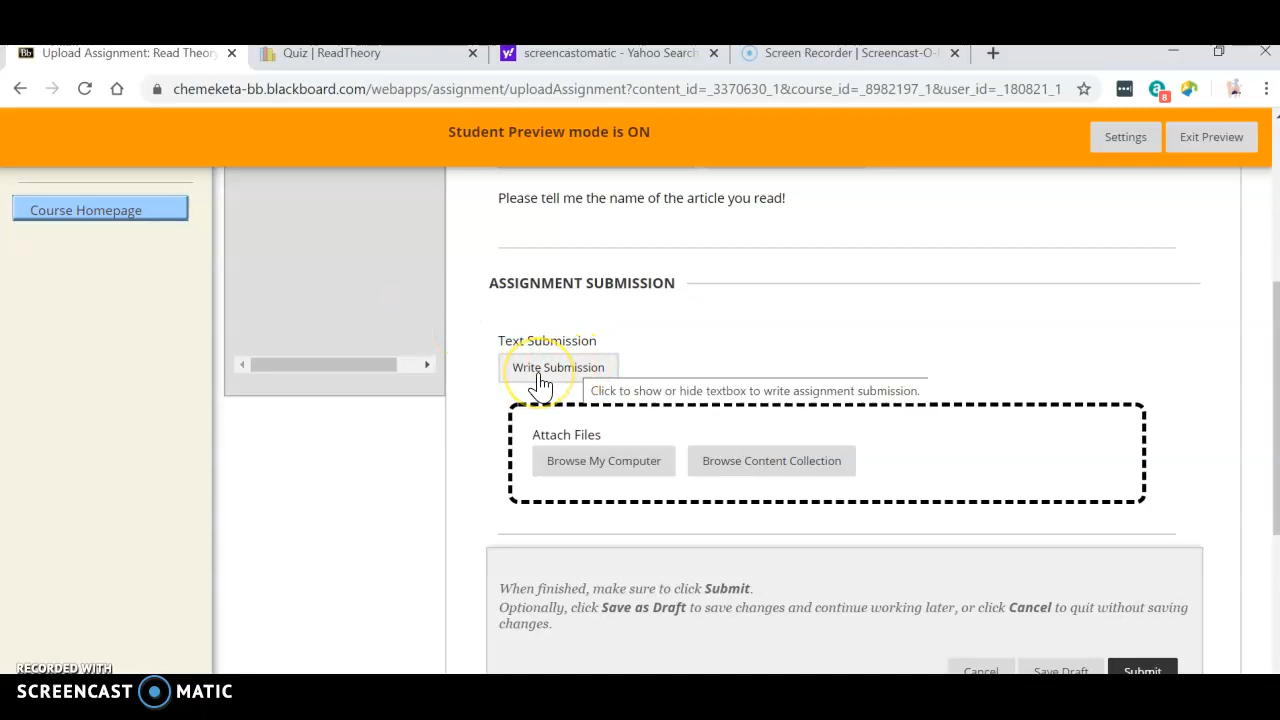 Bb Upload Assignment: Read Theory
Quiz | ReadTheory
screencastomatic - Yahoo Search
Screen Recorder | Screencast-O-
chemeketa-bb.blackboard.com/webapps/assignment/uploadAssignment?content_id=_3370630_1&course_id=_8982197_1&user_id=_180821_1
8
Student Preview mode is ON
Settings
Exit Preview
Course Homepage
Please tell me the name of the article you read!
ASSIGNMENT SUBMISSION
Text Submission
Write Submission
Click to show or hide textbox to write assignment submission.
Attach Files
Browse My Computer
Browse Content Collection
When finished, make sure to click Submit.
Optionally, click Save as Draft to save changes and continue working later, or click Cancel to quit without saving
changes.
Cancel
Save Draft
Submit
RECORDED WITH
SCREENCAST MATIC